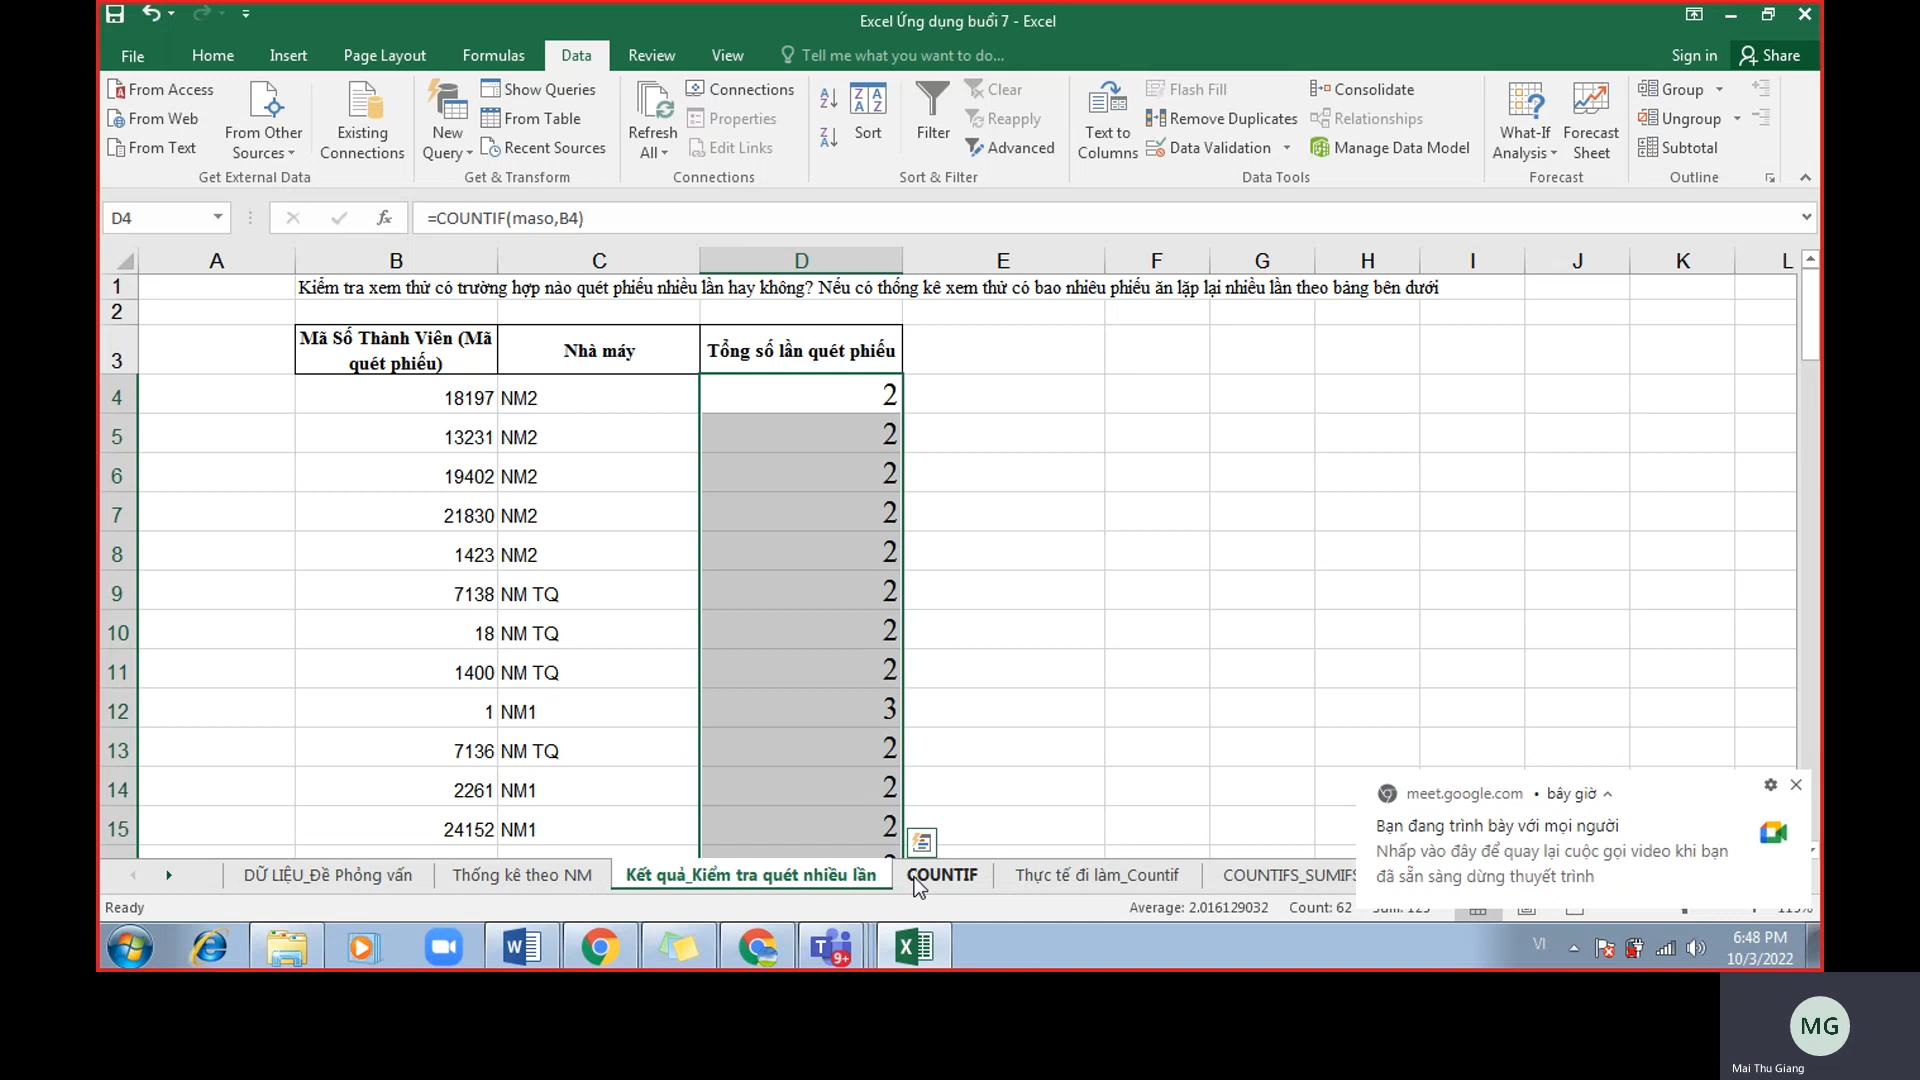 Excel Ứng dụng buổi 7 - Excel
File Home Insert Page Layout Formulas Data Review View Tell me what you want to do... Sign in Share
From Access
From Web
From Text
From Other Sources
Existing Connections
Get External Data
New Query
Show Queries
From Table
Recent Sources
Get & Transform
Refresh All
Connections
Properties
Edit Links
Connections
Sort
Filter
Clear
Reapply
Advanced
Sort & Filter
Text to Columns
Flash Fill
Remove Duplicates
Data Validation
Consolidate
Relationships
Manage Data Model
Data Tools
What-If Analysis
Forecast Sheet
Forecast
Group
Ungroup
Subtotal
Outline
D4 fx =COUNTIF(maso,B4)
A B C D E F G H I J K L
1 Kiểm tra xem thử có trường hợp nào quét phiếu nhiều lần hay không? Nếu có thống kê xem thử có bao nhiêu phiếu ăn lặp lại nhiều lần theo bảng bên dưới
2
3 Mã Số Thành Viên (Mã quét phiếu) Nhà máy Tổng số lần quét phiếu
4 18197 NM2 2
5 13231 NM2 2
6 19402 NM2 2
7 21830 NM2 2
8 1423 NM2 2
9 7138 NM TQ 2
10 18 NM TQ 2
11 1400 NM TQ 2
12 1 NM1 3
13 7136 NM TQ 2
14 2261 NM1 2
15 24152 NM1 2
meet.google.com • bây giờ
Bạn đang trình bày với mọi người
Nhấp vào đây để quay lại cuộc gọi video khi bạn
đã sẵn sàng dừng thuyết trình
DỮ LIỆU_Đề Phỏng vấn Thống kê theo NM Kết quả_Kiểm tra quét nhiều lần COUNTIF Thực tế đi làm_Countif COUNTIFS_SUMIFS
Ready Average: 2.016129032 Count: 62
9+
VI 6:48 PM
10/3/2022
MG
Mai Thu Giang